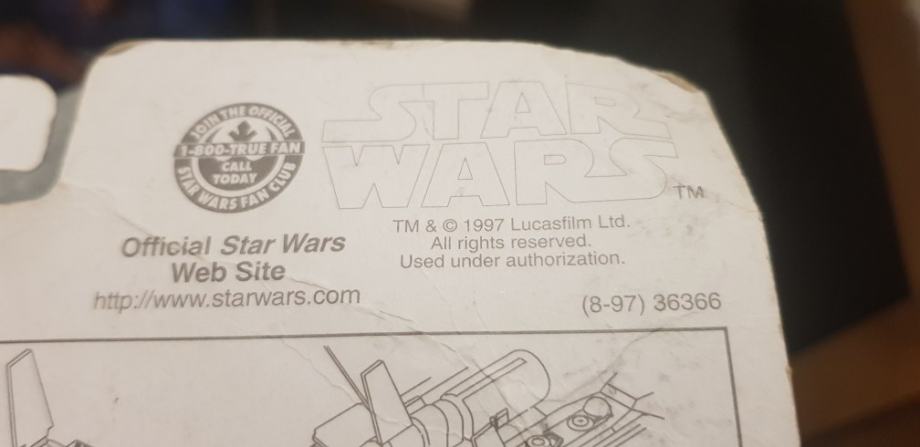 JOIN THE OFFICIAL
1-800-TRUE FAN
CALL
TODAY
STAR WARS FAN CLUB
STAR
WARS
TM
Official Star Wars
Web Site
http://www.starwars.com
TM & © 1997 Lucasfilm Ltd.
All rights reserved.
Used under authorization.
(8-97) 36366